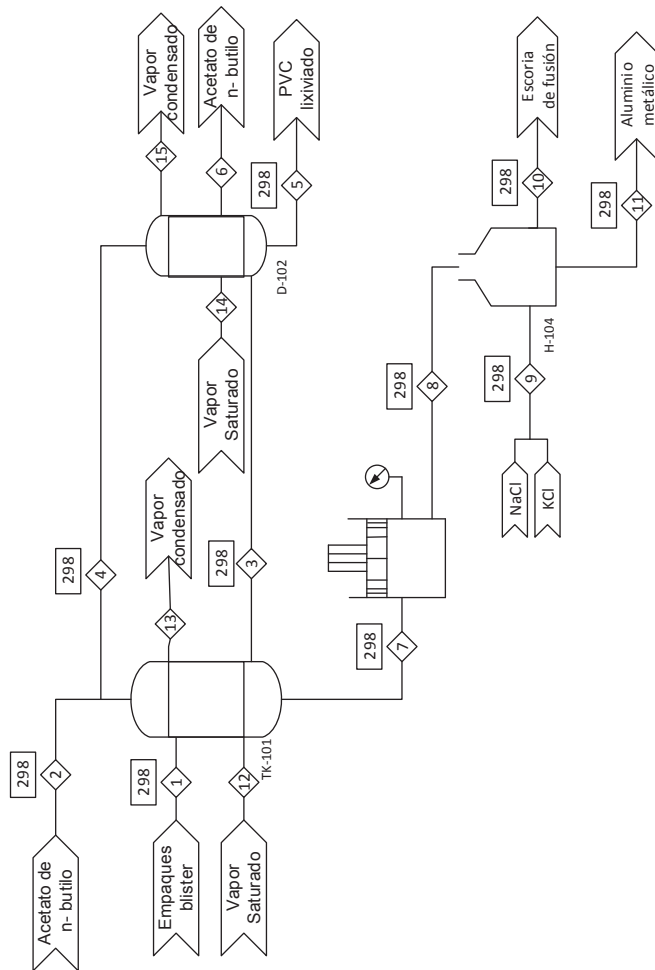 298
Acetato de
n- butilo
2
298
4
298
Empaques
blister
1
13
Vapor
condensado
15
Vapor
condensado
Vapor
Saturado
12
TK-101
298
3
Vapor
Saturado
14
D-102
6
Acetato de
n- butilo
298
5
PVC
lixiviado
298
7
298
8
NaCl
KCl
298
9
H-104
298
10
Escoria
de fusión
298
11
Aluminio
metálico